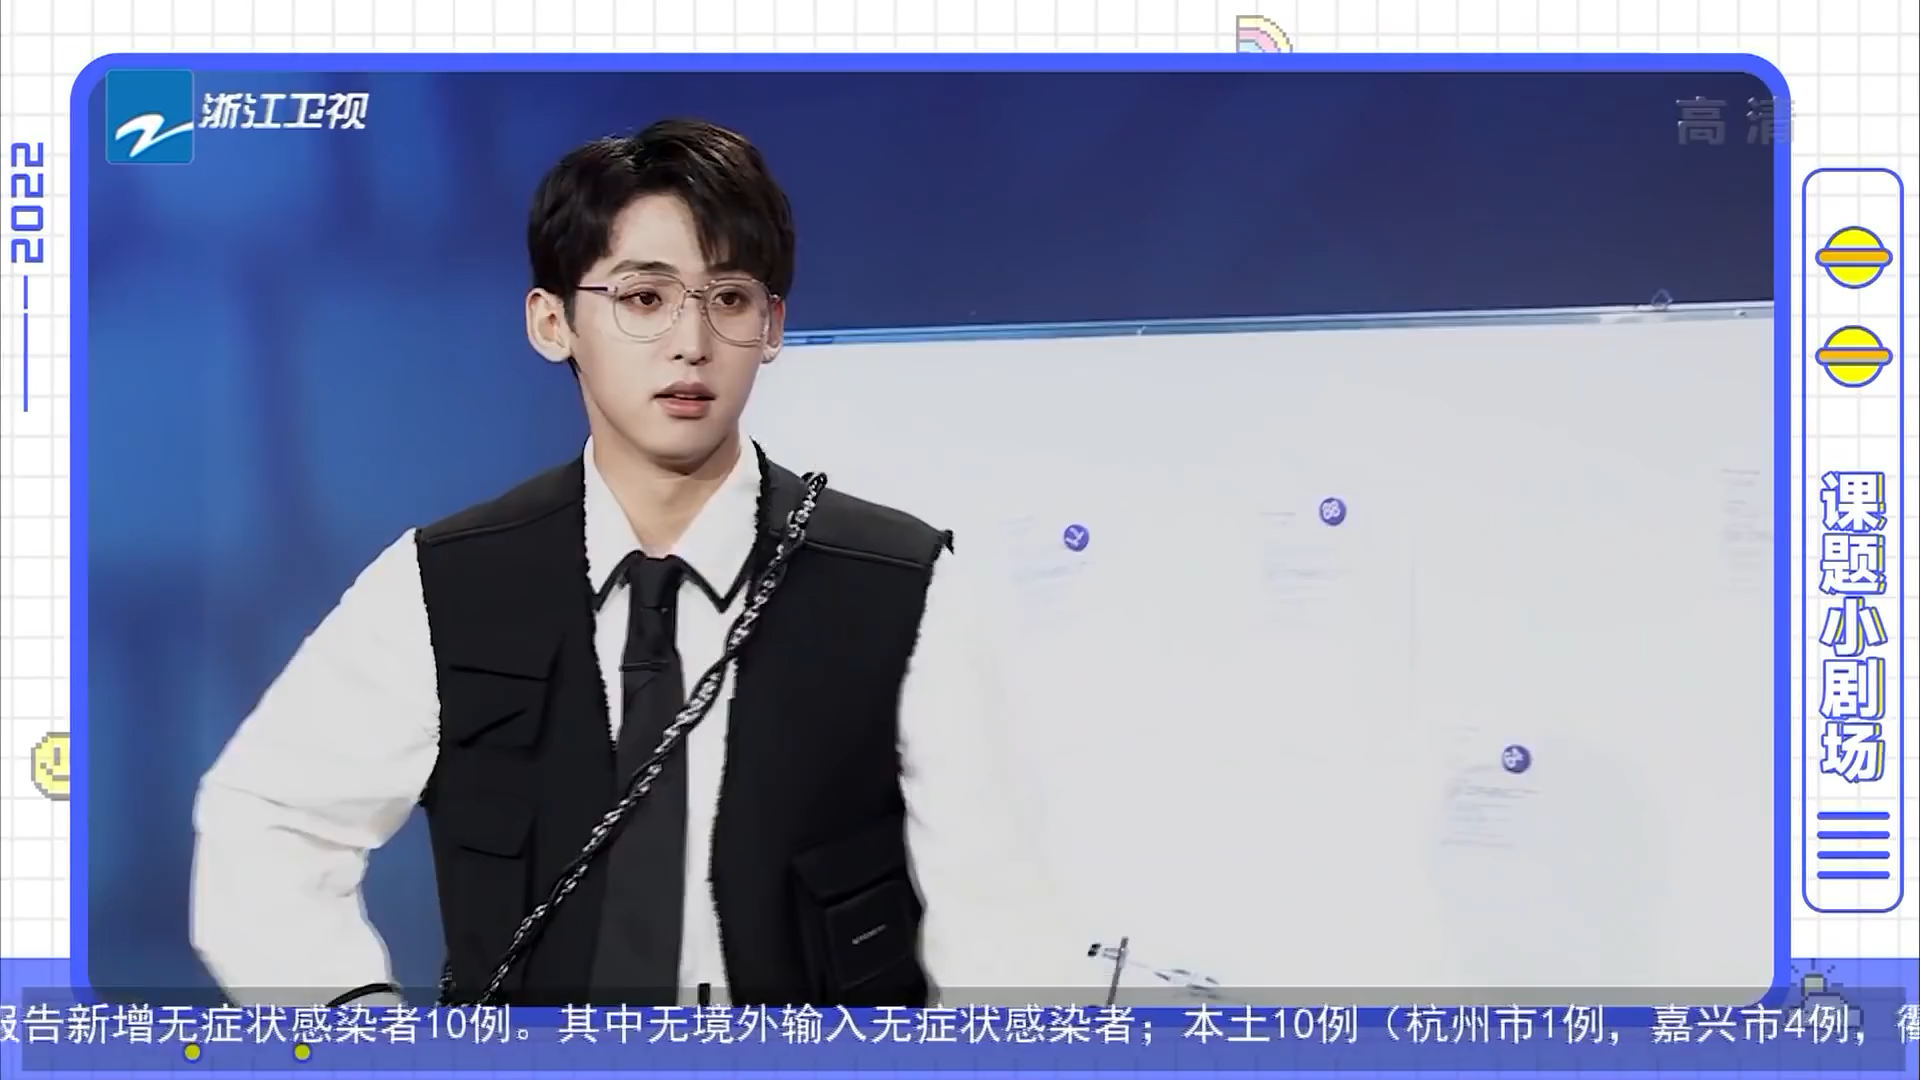 浙江卫视
高清
2022
课题小剧场
报告新增无症状感染者10例。其中无境外输入无症状感染者；本土10例（杭州市1例，嘉兴市4例，衢